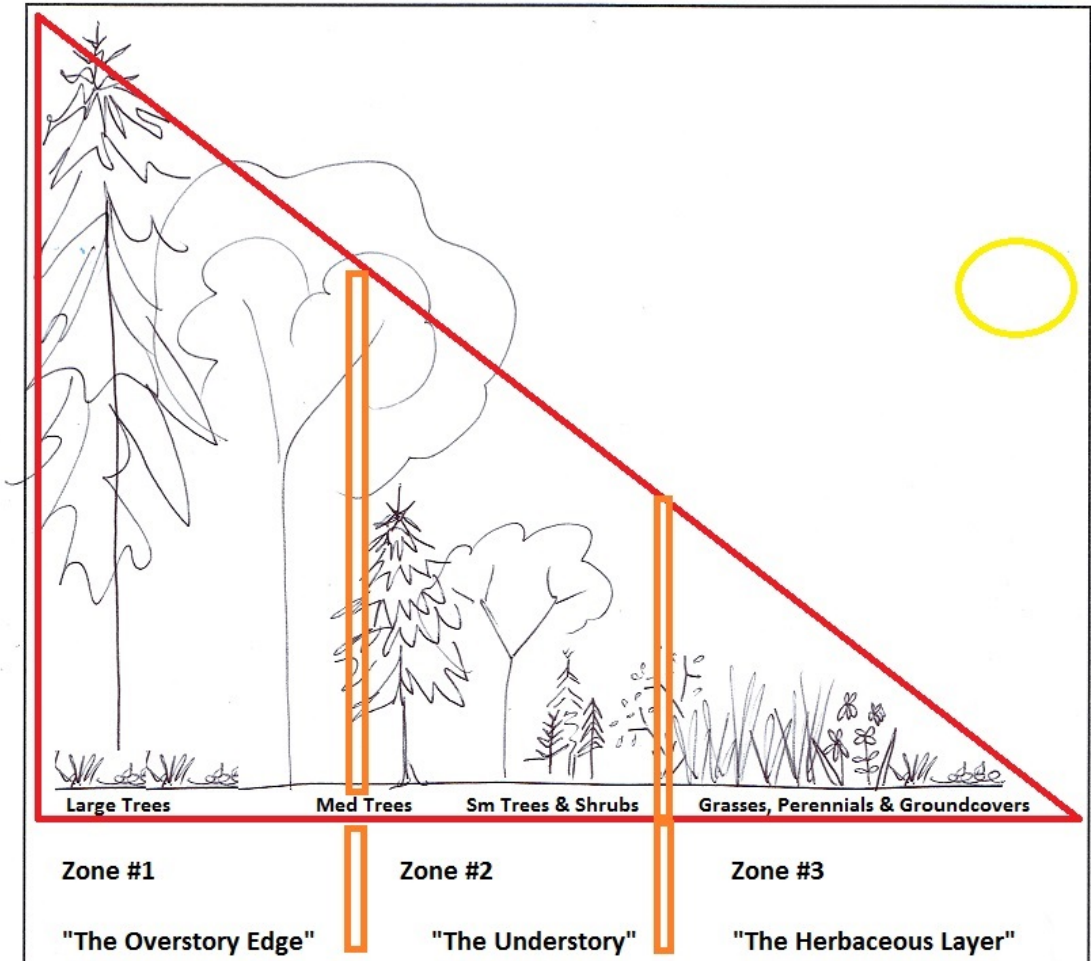 Large Trees Med Trees Sm Trees & Shrubs Grasses, Perennials & Groundcovers
Zone #1 Zone #2 Zone #3
"The Overstory Edge" "The Understory" "The Herbaceous Layer"